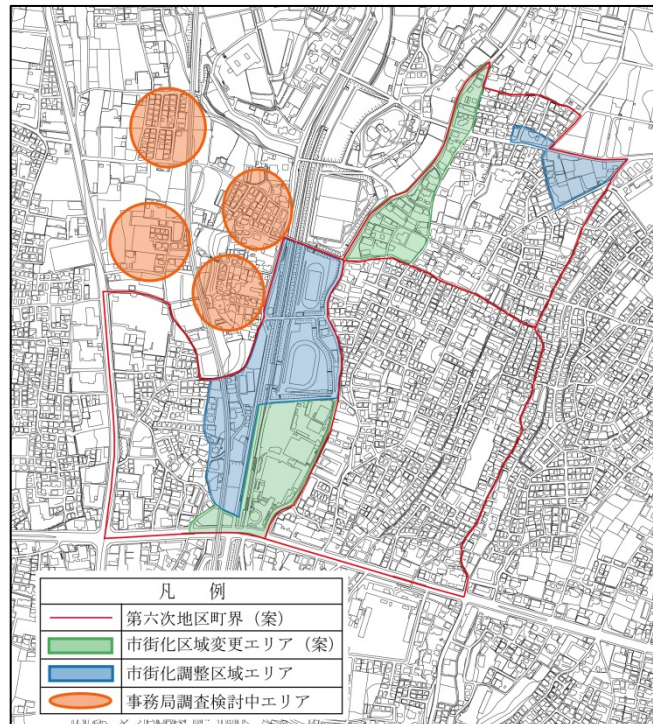 凡 例
第六次地区町界（案）
市街化区域変更エリア（案）
市街化調整区域エリア
事務局調査検討中エリア